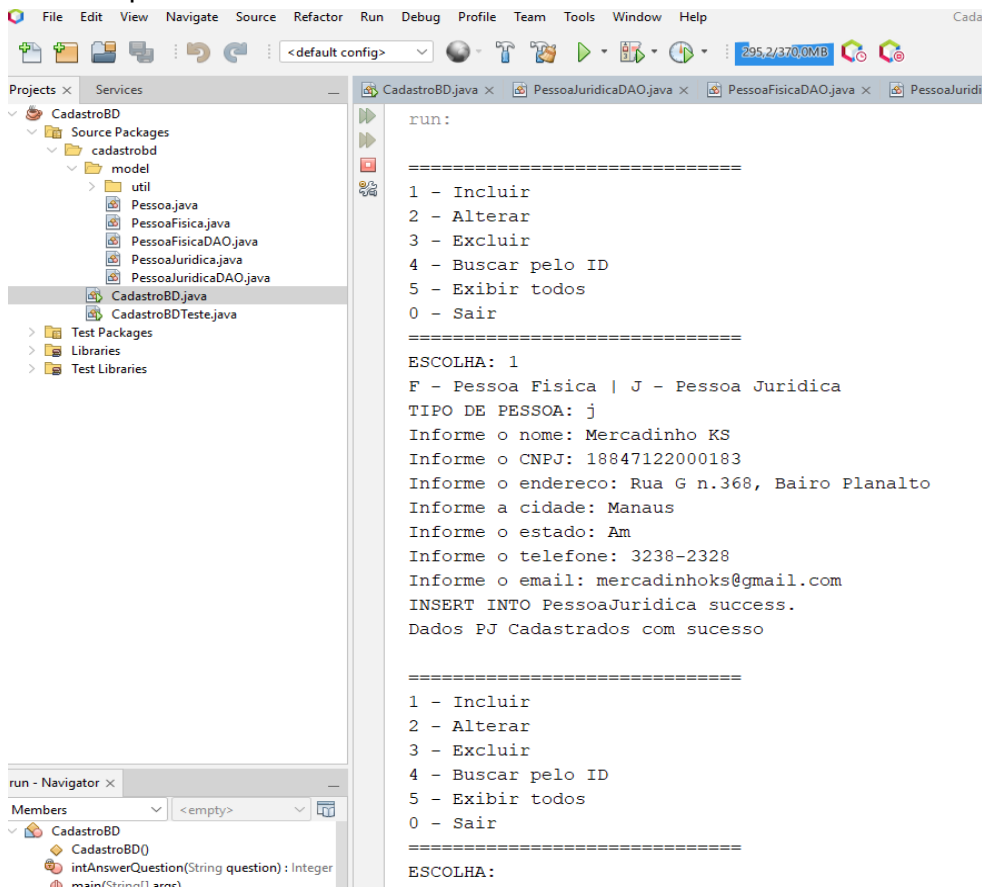 File Edit View Navigate Source Refactor Run Debug Profile Team Tools Window Help Cada
<default config> 295,2/370,0MB
Projects × Services
CadastroBD.java × PessoaJuridicaDAO.java × PessoaFisicaDAO.java × PessoaJuridi
CadastroBD
Source Packages
cadastrobd
model
util
Pessoa.java
PessoaFisica.java
PessoaFisicaDAO.java
PessoaJuridica.java
PessoaJuridicaDAO.java
CadastroBD.java
CadastroBDTeste.java
Test Packages
Libraries
Test Libraries
run:
==============================
1 - Incluir
2 - Alterar
3 - Excluir
4 - Buscar pelo ID
5 - Exibir todos
0 - Sair
==============================
ESCOLHA: 1
F - Pessoa Fisica | J - Pessoa Juridica
TIPO DE PESSOA: j
Informe o nome: Mercadinho KS
Informe o CNPJ: 18847122000183
Informe o endereco: Rua G n.368, Bairo Planalto
Informe a cidade: Manaus
Informe o estado: Am
Informe o telefone: 3238-2328
Informe o email: mercadinhoks@gmail.com
INSERT INTO PessoaJuridica success.
Dados PJ Cadastrados com sucesso
==============================
1 - Incluir
2 - Alterar
3 - Excluir
4 - Buscar pelo ID
5 - Exibir todos
0 - Sair
==============================
ESCOLHA:
run - Navigator ×
Members <empty>
CadastroBD
CadastroBD()
intAnswerQuestion(String question) : Integer
main(String[] args)